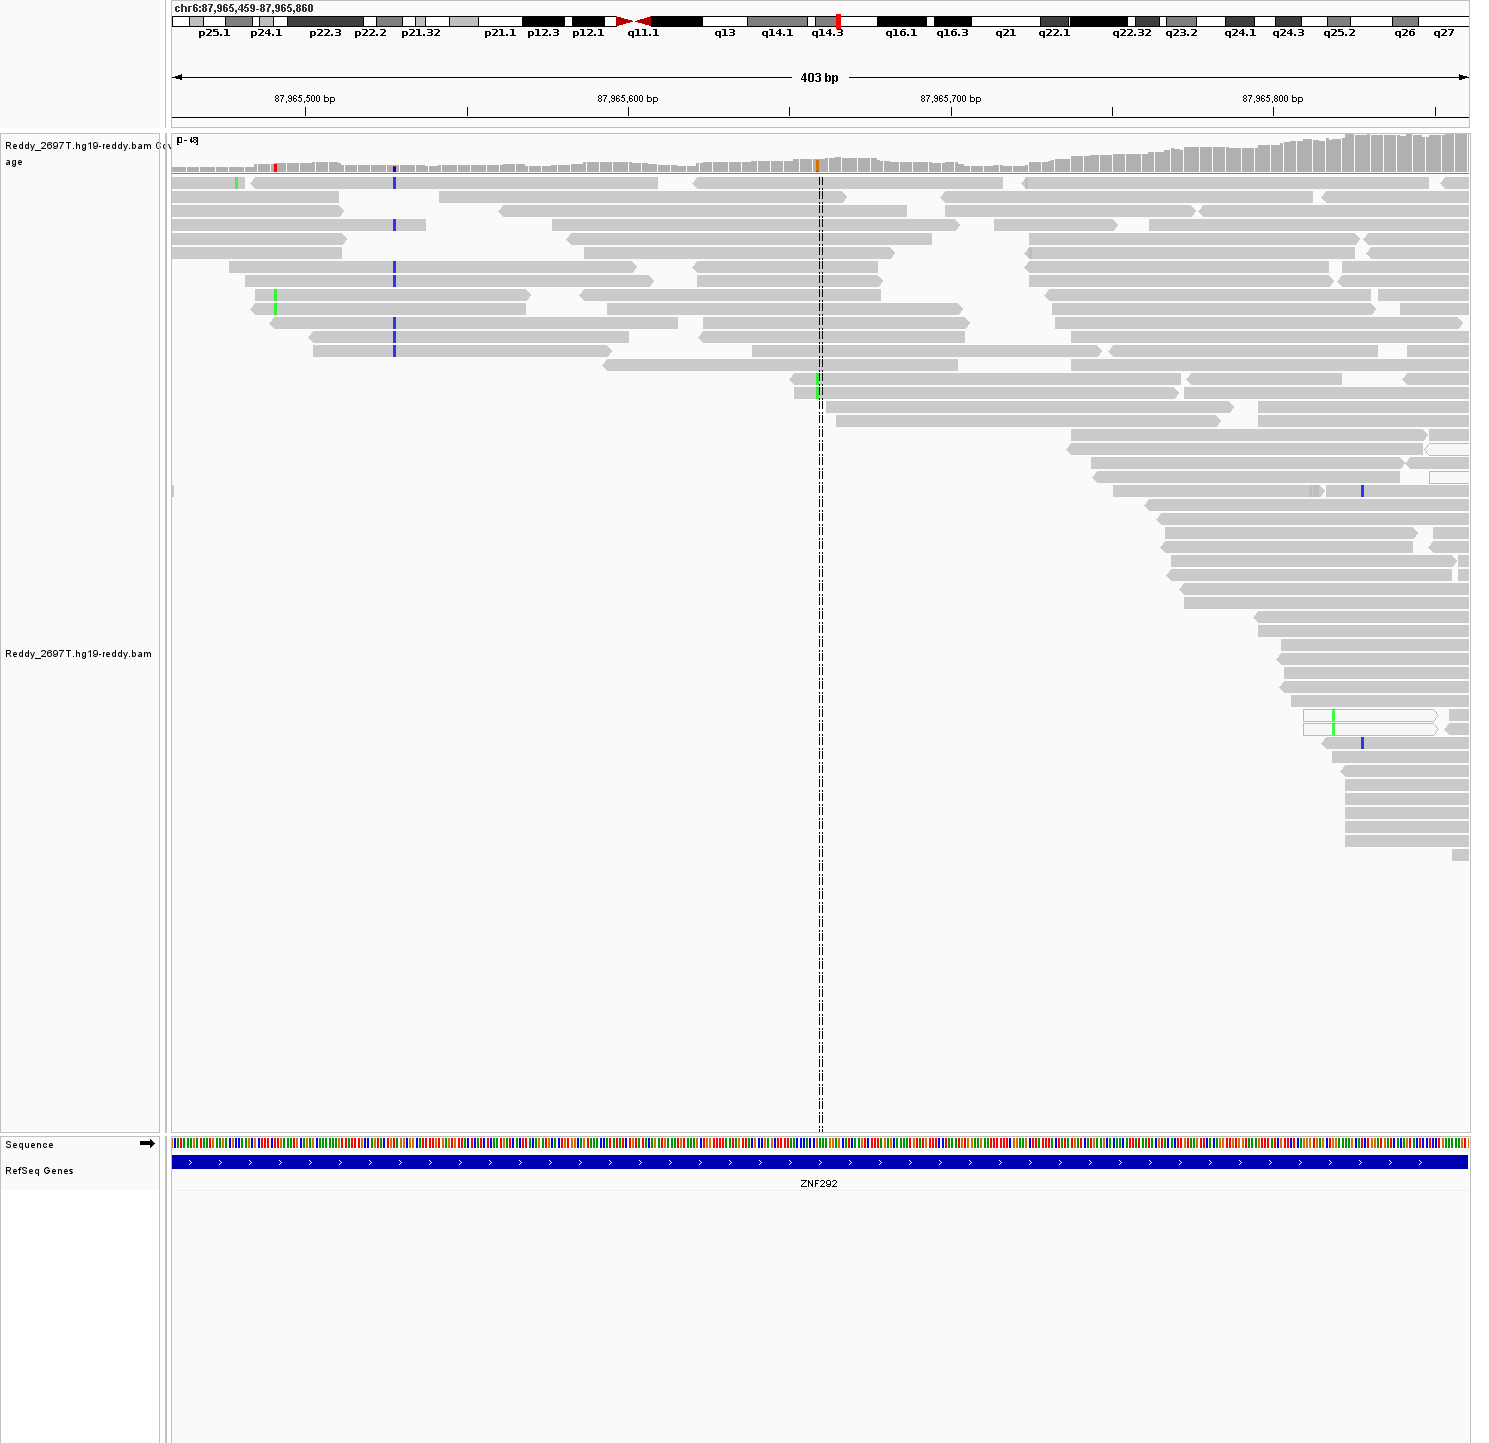 chr6:87,965,459-87,965,860
p25.1 p24.1 p22.3 p22.2 p21.32 p21.1 p12.3 p12.1 q11.1 q13 q14.1 q14.3 q16.1 q16.3 q21 q22.1 q22.32 q23.2 q24.1 q24.3 q25.2 q26 q27
403 bp
87,965,500 bp 87,965,600 bp 87,965,700 bp 87,965,800 bp
Reddy_2697T.hg19-reddy.bam Cov
age
Reddy_2697T.hg19-reddy.bam
Sequence
RefSeq Genes
ZNF292